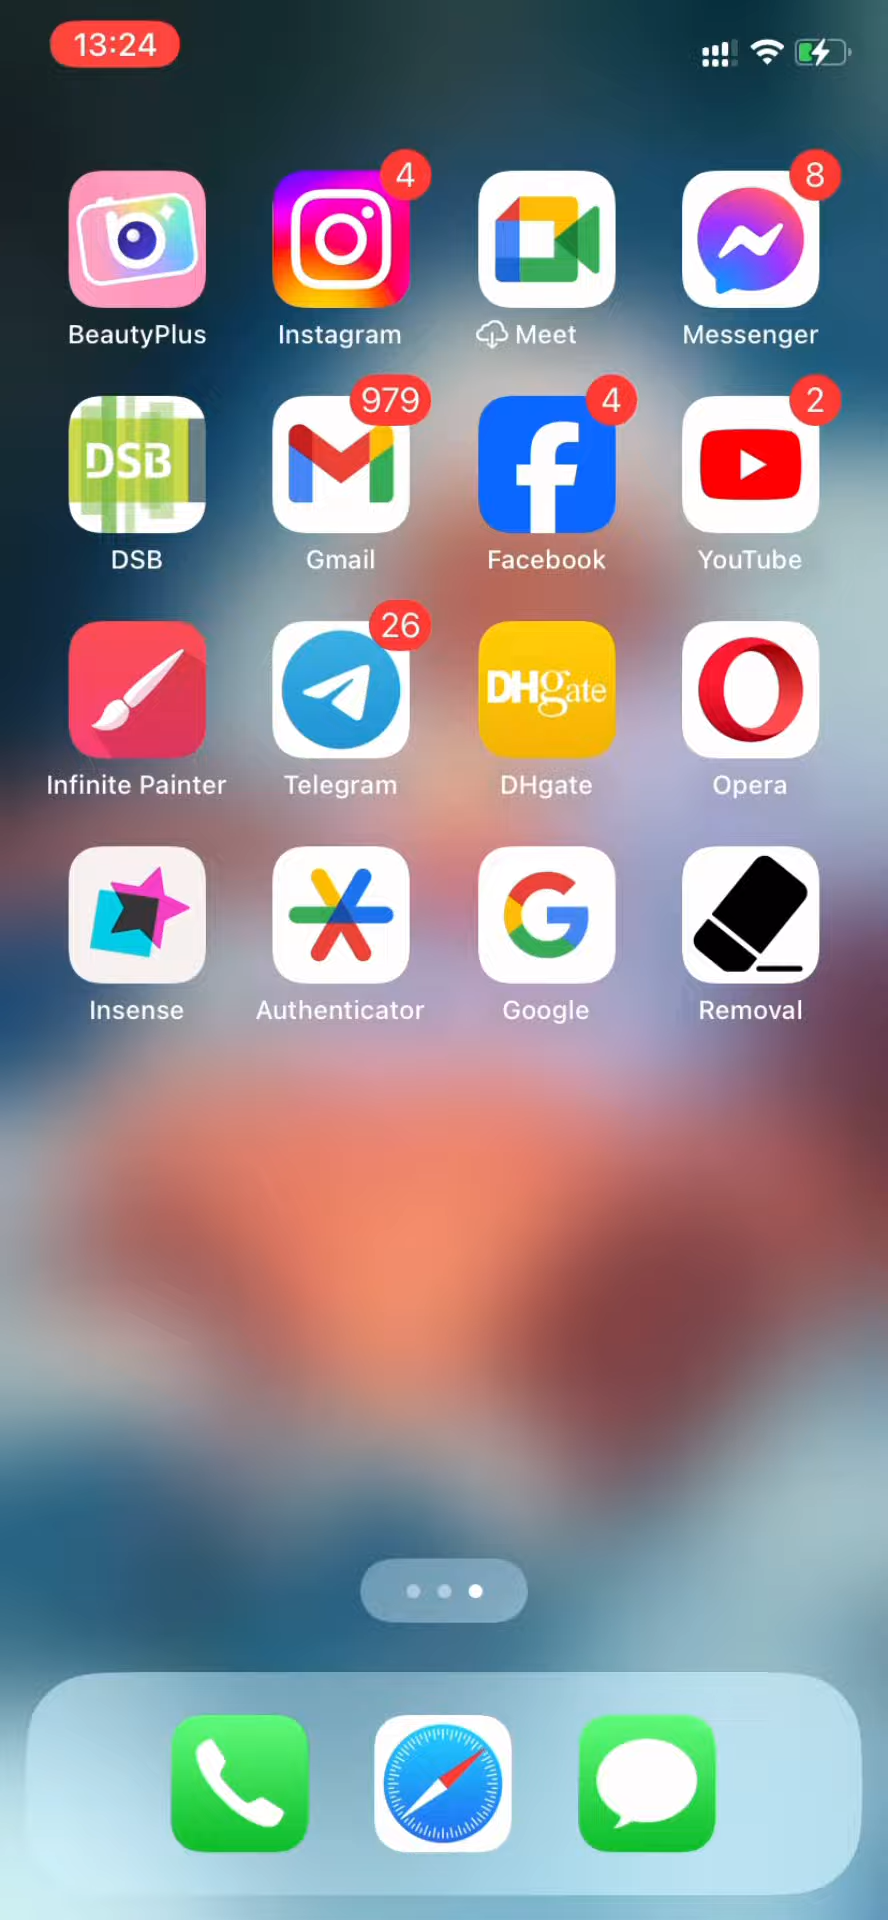 13:24
4
8
BeautyPlus
Instagram
Meet
Messenger
979
4
2
DSB
DSB
Gmail
Facebook
YouTube
26
DHgate
Infinite Painter
Telegram
DHgate
Opera
Insense
Authenticator
Google
Removal